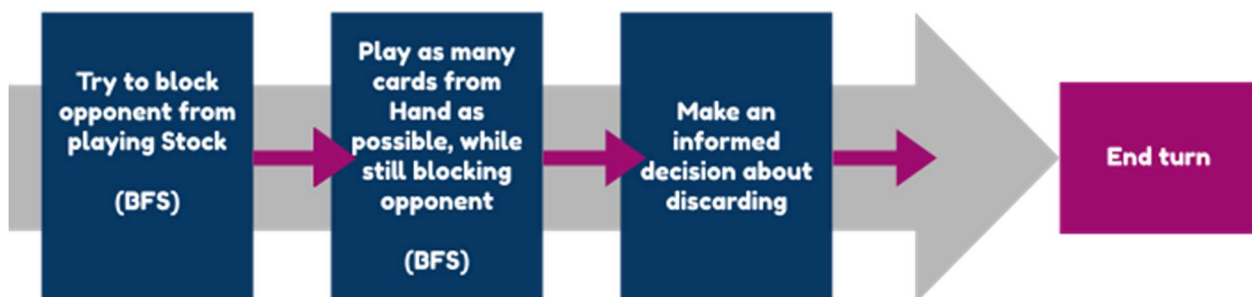 Try to block
opponent from
playing Stock
(BFS)
Play as many
cards from
Hand as
possible, while
still blocking
opponent
(BFS)
Make an
informed
decision about
discarding
End turn